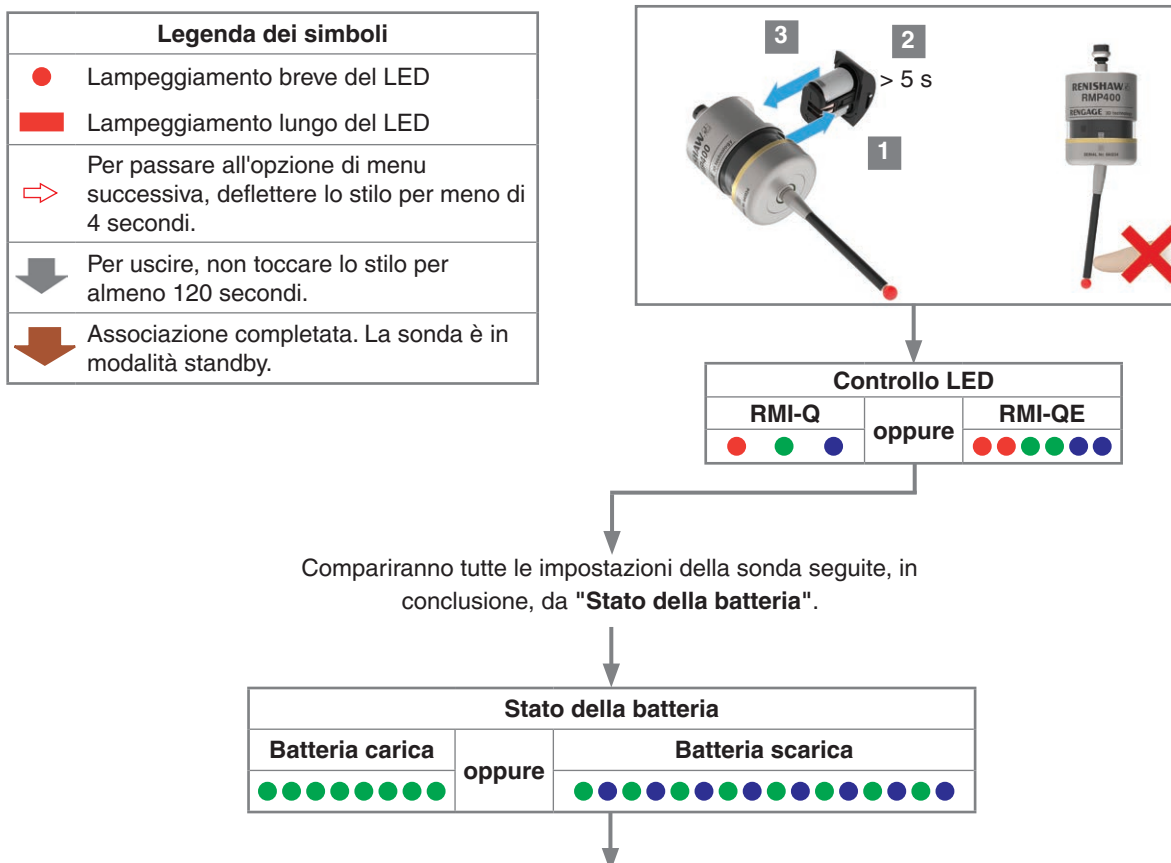 Legenda dei simboli
Lampeggiamento breve del LED
Lampeggiamento lungo del LED
Per passare all'opzione di menu
successiva, deflettere lo stilo per meno di
4 secondi.
Per uscire, non toccare lo stilo per
almeno 120 secondi.
Associazione completata. La sonda è in
modalità standby.
3
2
> 5 s
1
RENISHAW
RMP400
RENGAGE
Controllo LED
RMI-Q
oppure
RMI-QE
Compariranno tutte le impostazioni della sonda seguite, in
conclusione, da "Stato della batteria".
Stato della batteria
Batteria carica
oppure
Batteria scarica